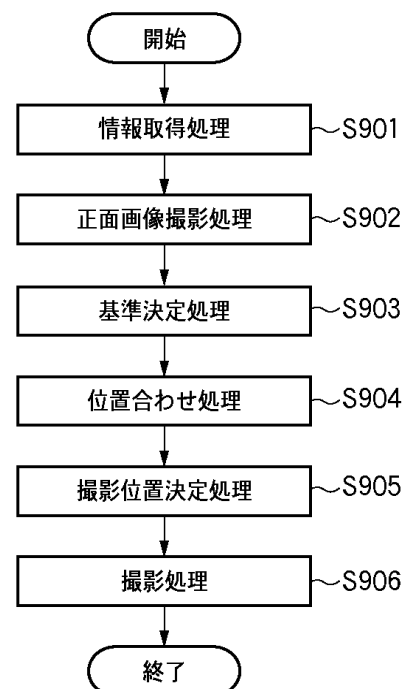 開始
情報取得処理 S901
正面画像撮影処理 S902
基準決定処理 S903
位置合わせ処理 S904
撮影位置決定処理 S905
撮影処理 S906
終了